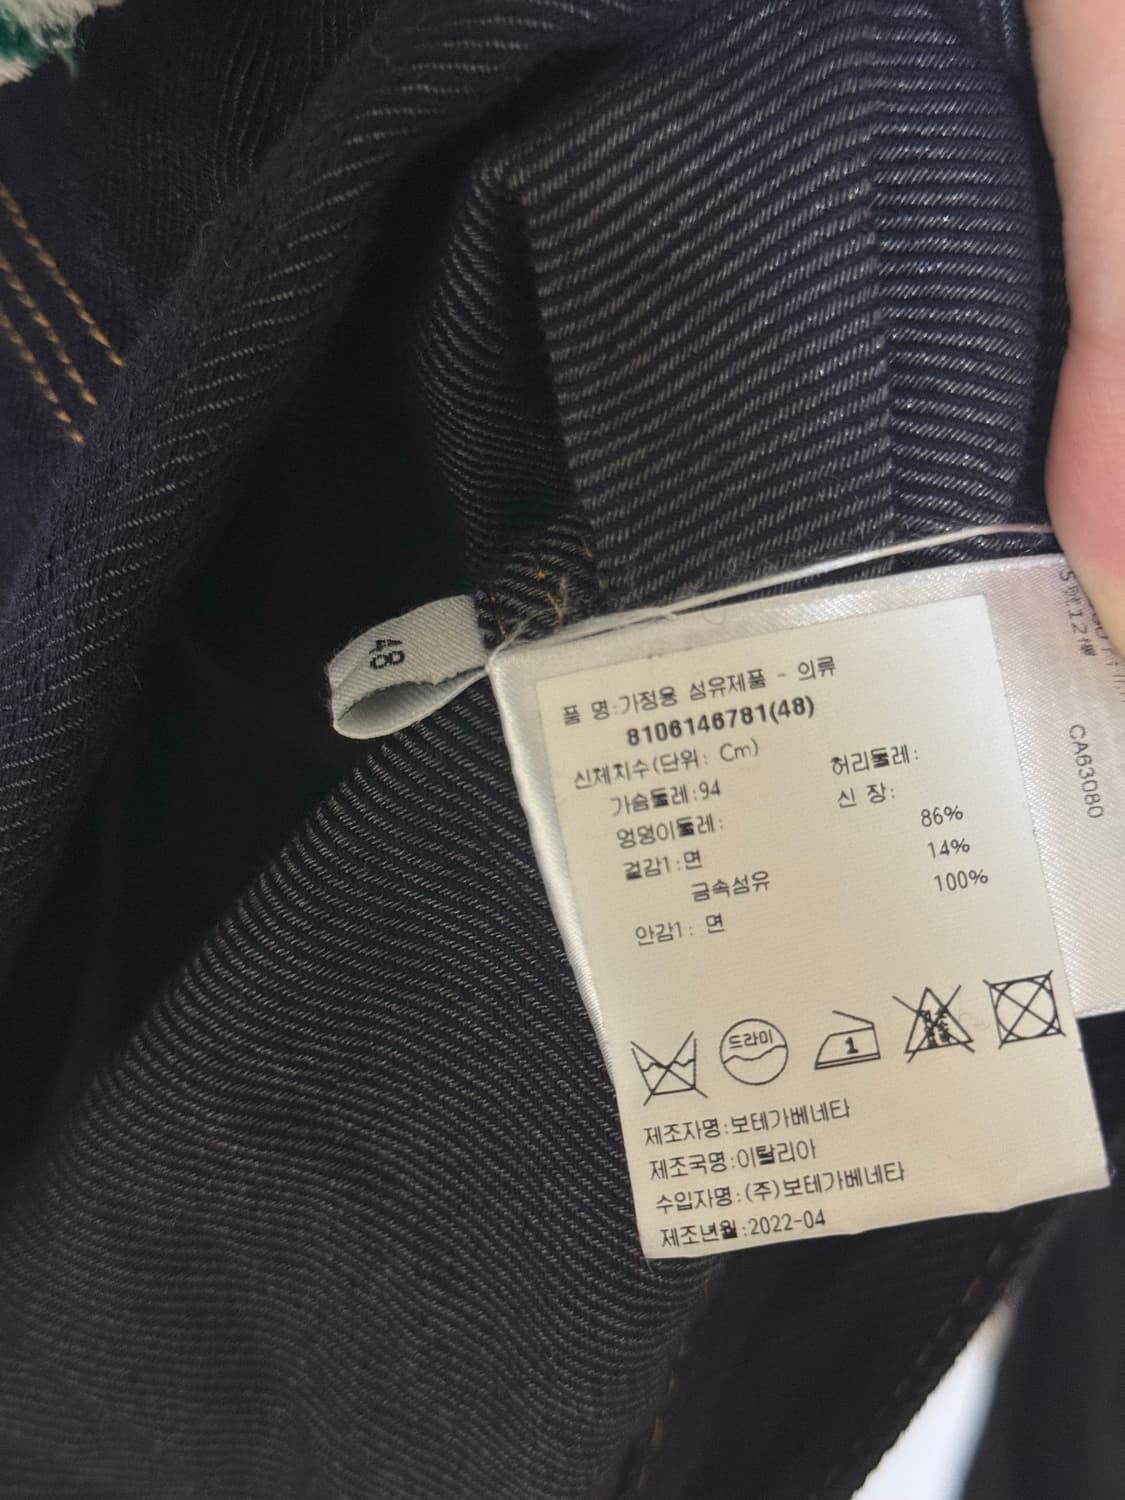 48
품 명:가정용 섬유제품 - 의류
8106146781(48)
신체치수(단위: Cm)
가슴둘레:94
허리둘레:
엉덩이둘레:
신 장:
겉감1:면 86%
금속섬유 14%
안감1: 면 100%
드라이
1
제조자명:보테가베네타
제조국명:이탈리아
수입자명:(주)보테가베네타
제조년월:2022-04
CA63080